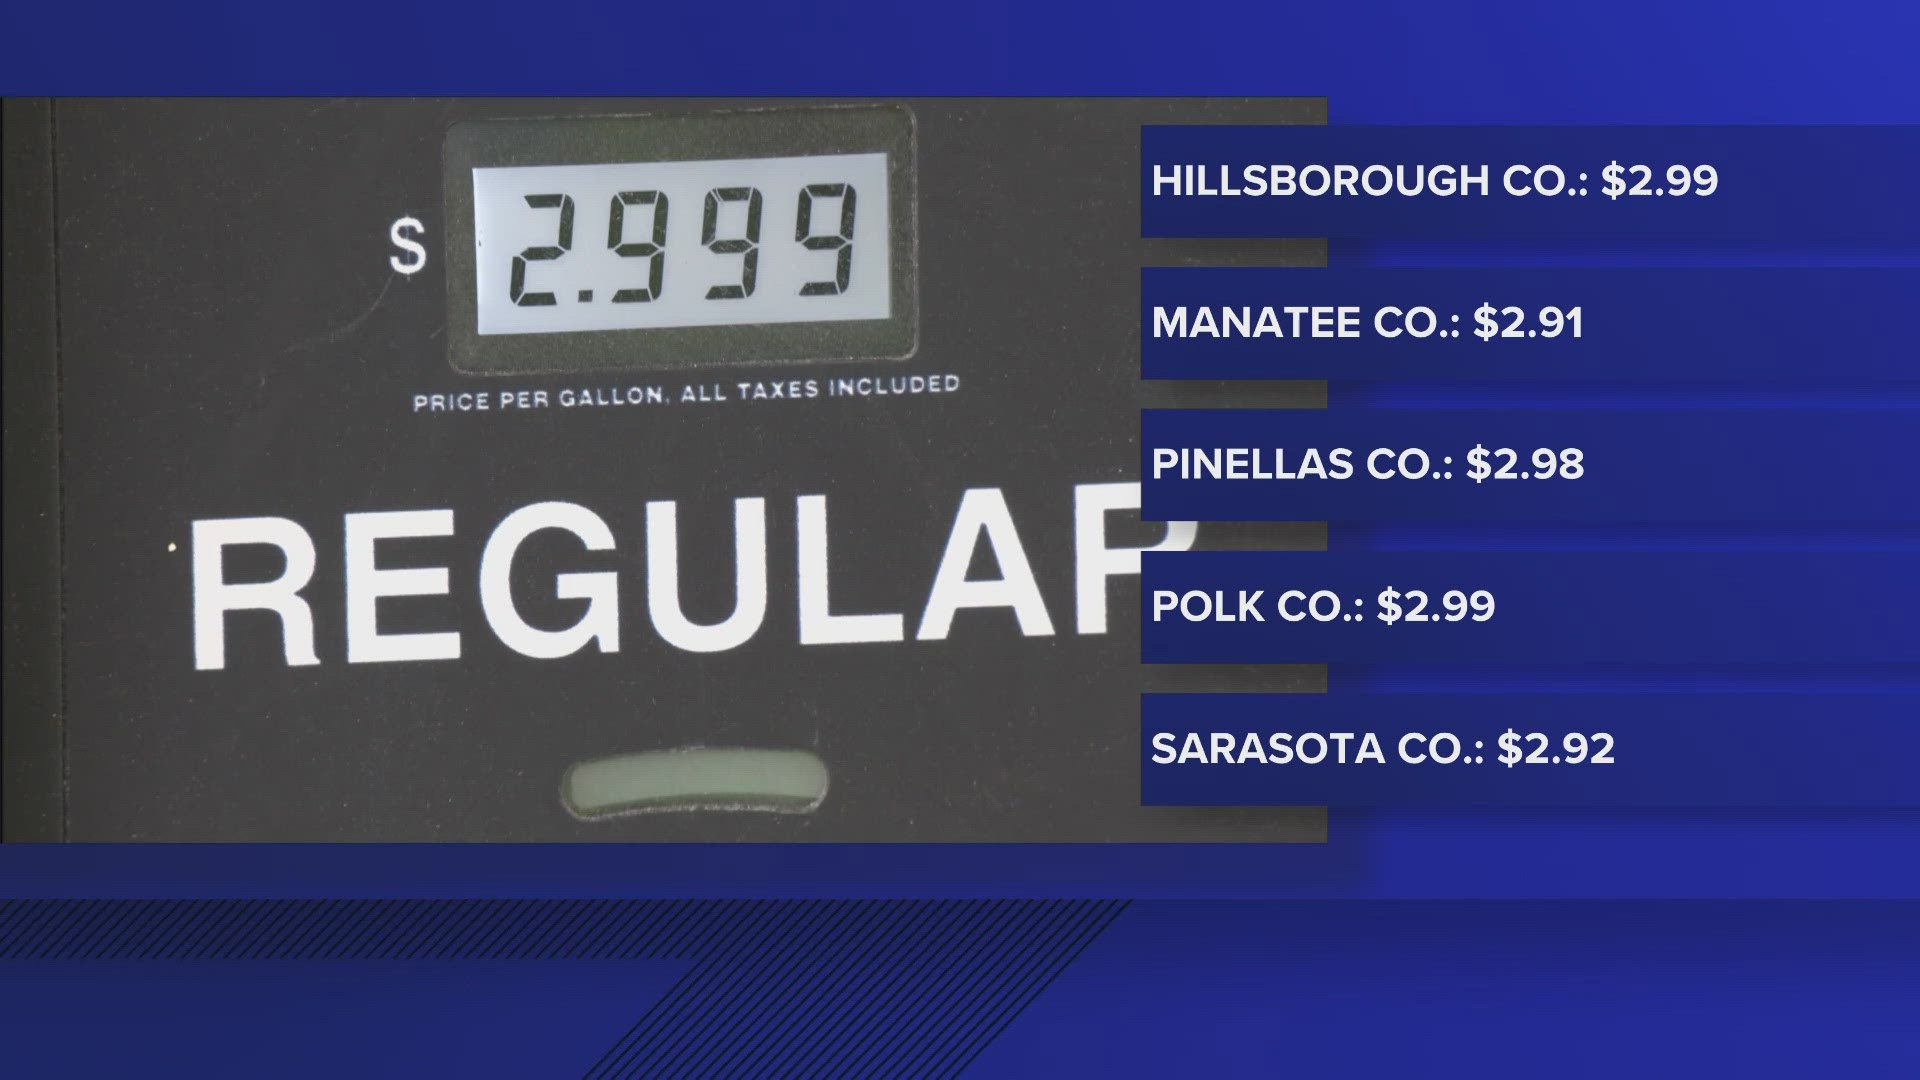 $ 2.999
PRICE PER GALLON, ALL TAXES INCLUDED
REGULAR
HILLSBOROUGH CO.: $2.99
MANATEE CO.: $2.91
PINELLAS CO.: $2.98
POLK CO.: $2.99
SARASOTA CO.: $2.92